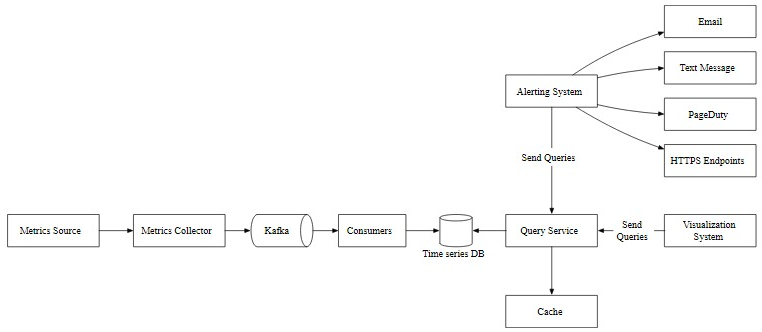 Email
Text Message
Alerting System
PageDuty
Send Queries
HTTPS Endpoints
Metrics Source
Metrics Collector
Kafka
Consumers
Time series DB
Query Service
Send
Queries
Visualization
System
Cache